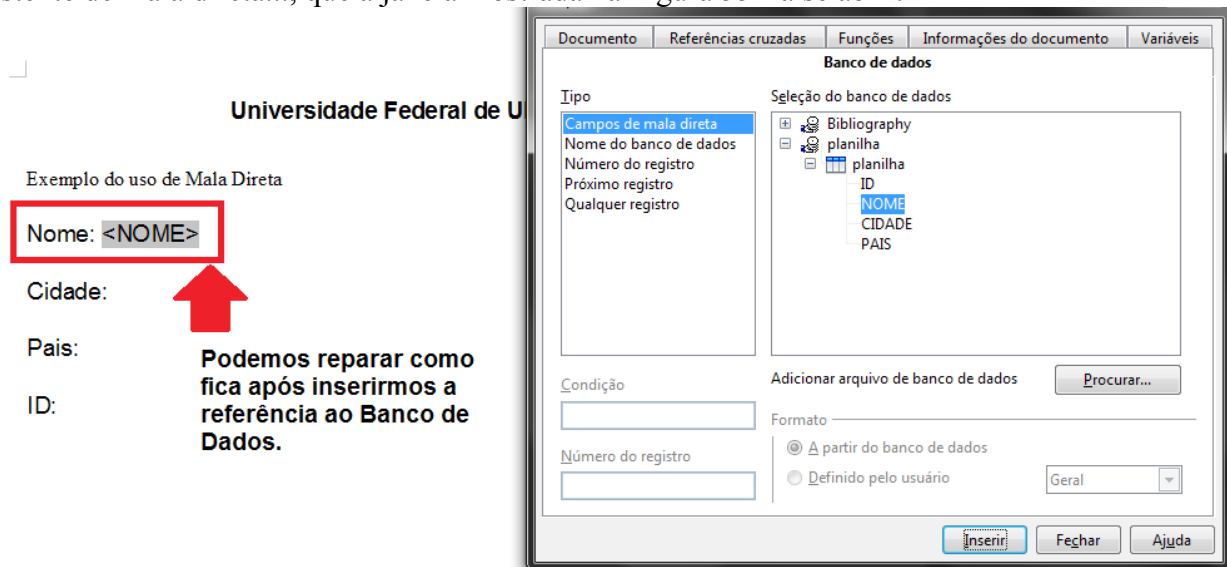 Universidade Federal de U
Exemplo do uso de Mala Direta
Nome: <NOME>
Cidade:
Pais:
ID:
Podemos reparar como
fica após inserirmos a
referência ao Banco de
Dados.
Documento Referências cruzadas Funções Informações do documento Variáveis
Banco de dados
Tipo
Campos de mala direta
Nome do banco de dados
Número do registro
Próximo registro
Qualquer registro
Seleção do banco de dados
Bibliography
planilha
planilha
ID
NOME
CIDADE
PAIS
Condição
Número do registro
Adicionar arquivo de banco de dados Procurar...
Formato
A partir do banco de dados
Definido pelo usuário Geral
Inserir Fechar Ajuda